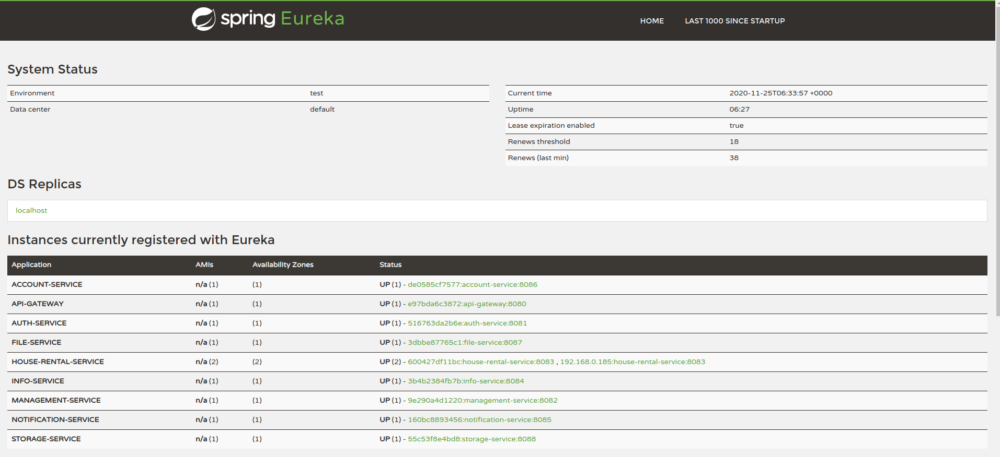 spring Eureka
HOME LAST 1000 SINCE STARTUP
System Status
Environment test
Data center default
Current time 2020-11-25T06:33:57 +0000
Uptime 06:27
Lease expiration enabled true
Renews threshold 18
Renews (last min) 38
DS Replicas
localhost
Instances currently registered with Eureka
Application AMIs Availability Zones Status
ACCOUNT-SERVICE n/a (1) (1) UP (1) - de0585cf7577:account-service:8086
API-GATEWAY n/a (1) (1) UP (1) - e97bda6c3872:api-gateway:8080
AUTH-SERVICE n/a (1) (1) UP (1) - 516763da2b6e:auth-service:8081
FILE-SERVICE n/a (1) (1) UP (1) - 3dbbe87765c1:file-service:8087
HOUSE-RENTAL-SERVICE n/a (2) (2) UP (2) - 600427df11bc:house-rental-service:8083 , 192.168.0.185:house-rental-service:8083
INFO-SERVICE n/a (1) (1) UP (1) - 3b4b2384fb7b:info-service:8084
MANAGEMENT-SERVICE n/a (1) (1) UP (1) - 9e290a4d1220:management-service:8082
NOTIFICATION-SERVICE n/a (1) (1) UP (1) - 160bc8893456:notification-service:8085
STORAGE-SERVICE n/a (1) (1) UP (1) - 55c53f8e4bd8:storage-service:8088